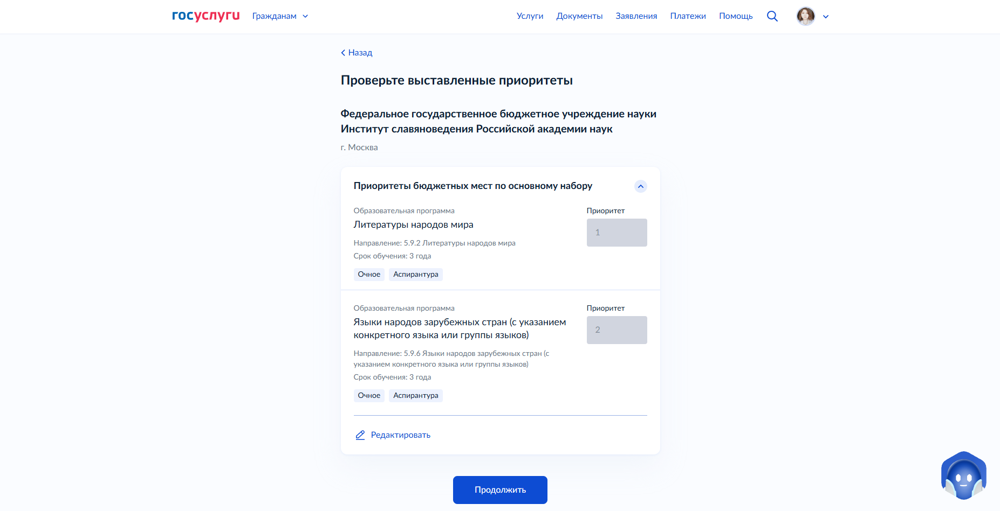 госуслуги Гражданам Услуги Документы Заявления Платежи Помощь
Назад
Проверьте выставленные приоритеты
Федеральное государственное бюджетное учреждение науки
Институт славяноведения Российской академии наук
г. Москва
Приоритеты бюджетных мест по основному набору
Образовательная программа
Литературы народов мира
Приоритет
1
Направление: 5.9.2 Литературы народов мира
Срок обучения: 3 года
Очное Аспирантура
Образовательная программа
Языки народов зарубежных стран (с указанием
конкретного языка или группы языков)
Приоритет
2
Направление: 5.9.6 Языки народов зарубежных стран (с
указанием конкретного языка или группы языков)
Срок обучения: 3 года
Очное Аспирантура
Редактировать
Продолжить